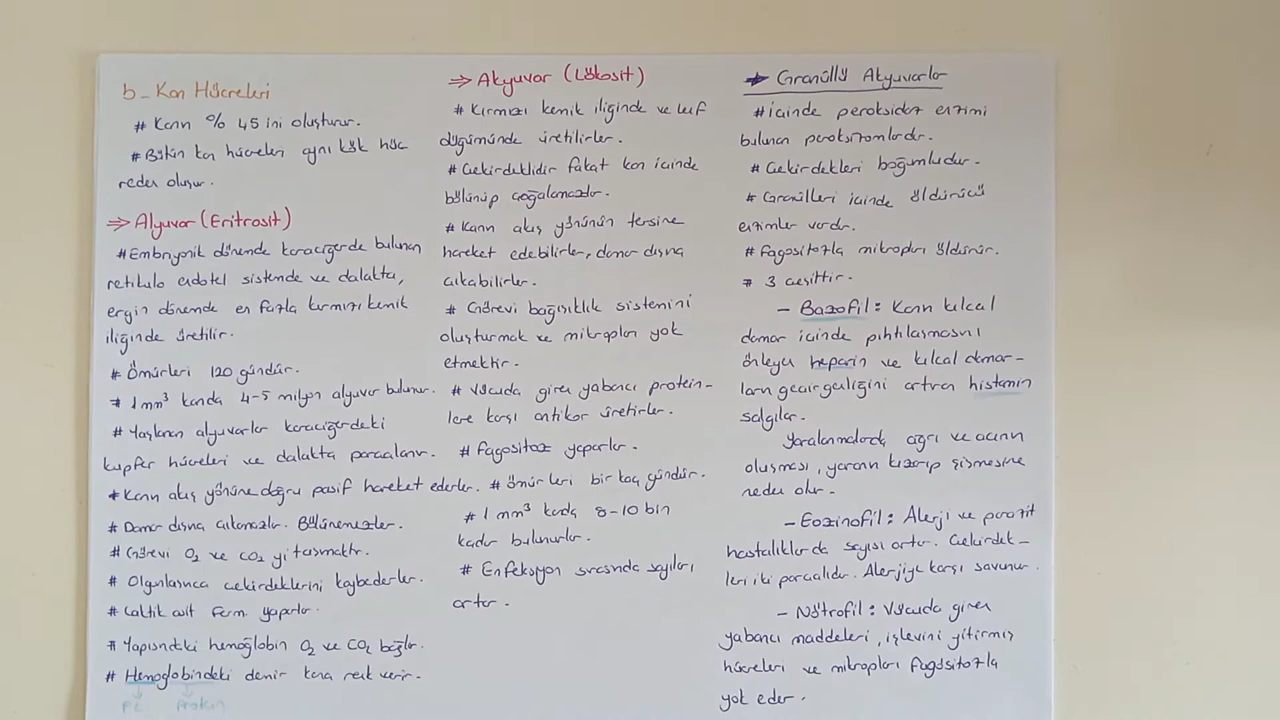 b- Kan Hücreleri
# Kanın % 45 ini oluşturur.
# Bütün kan hücreleri aynı kök hüc
reden oluşur.
⇒ Alyuvar (Eritrosit)
# Embriyonik dönemde karaciğerde bulunan
retikulo endotel sistemde ve dalakta,
ergin dönemde en fazla kırmızı kemik
iliğinde üretilir.
# Ömürleri 120 gündür.
# 1 mm³ kanda 4-5 milyon alyuvar bulunur.
# Yaşlanan alyuvarlar karaciğerdeki
kupfer hücreleri ve dalakta parçalanır.
# Kanın akış yönüne doğru pasif hareket ederler.
# Damar dışına çıkamazlar. Bölünemezler.
# Görevi O₂ ve CO₂ yi taşımaktır.
# Olgunlaşınca çekirdeklerini kaybederler.
# Laktik asit ferm. yaparlar.
# Yapısındaki hemoğlobin O₂ ve CO₂ bağlar.
# Hemoglobindeki demir kana renk verir.
Fe Protein
⇒ Akyuvar (Lökosit)
# Kırmızı kemik iliğinde ve lenf
düğümünde üretilirler.
# Çekirdeklidir fakat kan içinde
bölünüp çoğalamazlar.
# Kanın akış yönünün tersine
hareket edebilirler, damar dışına
çıkabilirler.
# Görevi bağışıklık sistemini
oluşturmak ve mikropları yok
etmektir.
# Vücuda giren yabancı protein-
lere karşı antikor üretirler.
# Fagositoz yaparlar.
# Ömürleri bir kaç gündür.
# 1 mm³ kanda 8-10 bin
kadar bulunurlar.
# Enfeksiyon sırasında sayıları
artar.
→ Granüllü Akyuvarlar
# İçinde peroksidaz enzimi
bulunan peroksizomlardır.
# Çekirdekleri boğumludur.
# Granülleri içinde öldürücü
enzimler vardır.
# Fagositozla mikropları öldürür.
# 3 çeşittir.
- Bazofil: Kanın kılcal
damar içinde pıhtılaşmasını
önleyen heparin ve kılcal damar-
ların geçirgenliğini artıran histamin
salgılar.
Yaralanmalarda ağrı ve acının
oluşması, yaranın kızarıp şişmesine
neden olur.
- Eozinofil: Alerji ve parazit
hastalıklarda sayısı artar. Çekirdek-
leri iki parçalıdır. Alerjiye karşı savunur.
- Nötrofil: Vücuda giren
yabancı maddeleri, işlevini yitirmiş
hücreleri ve mikropları fagositozla
yok eder.